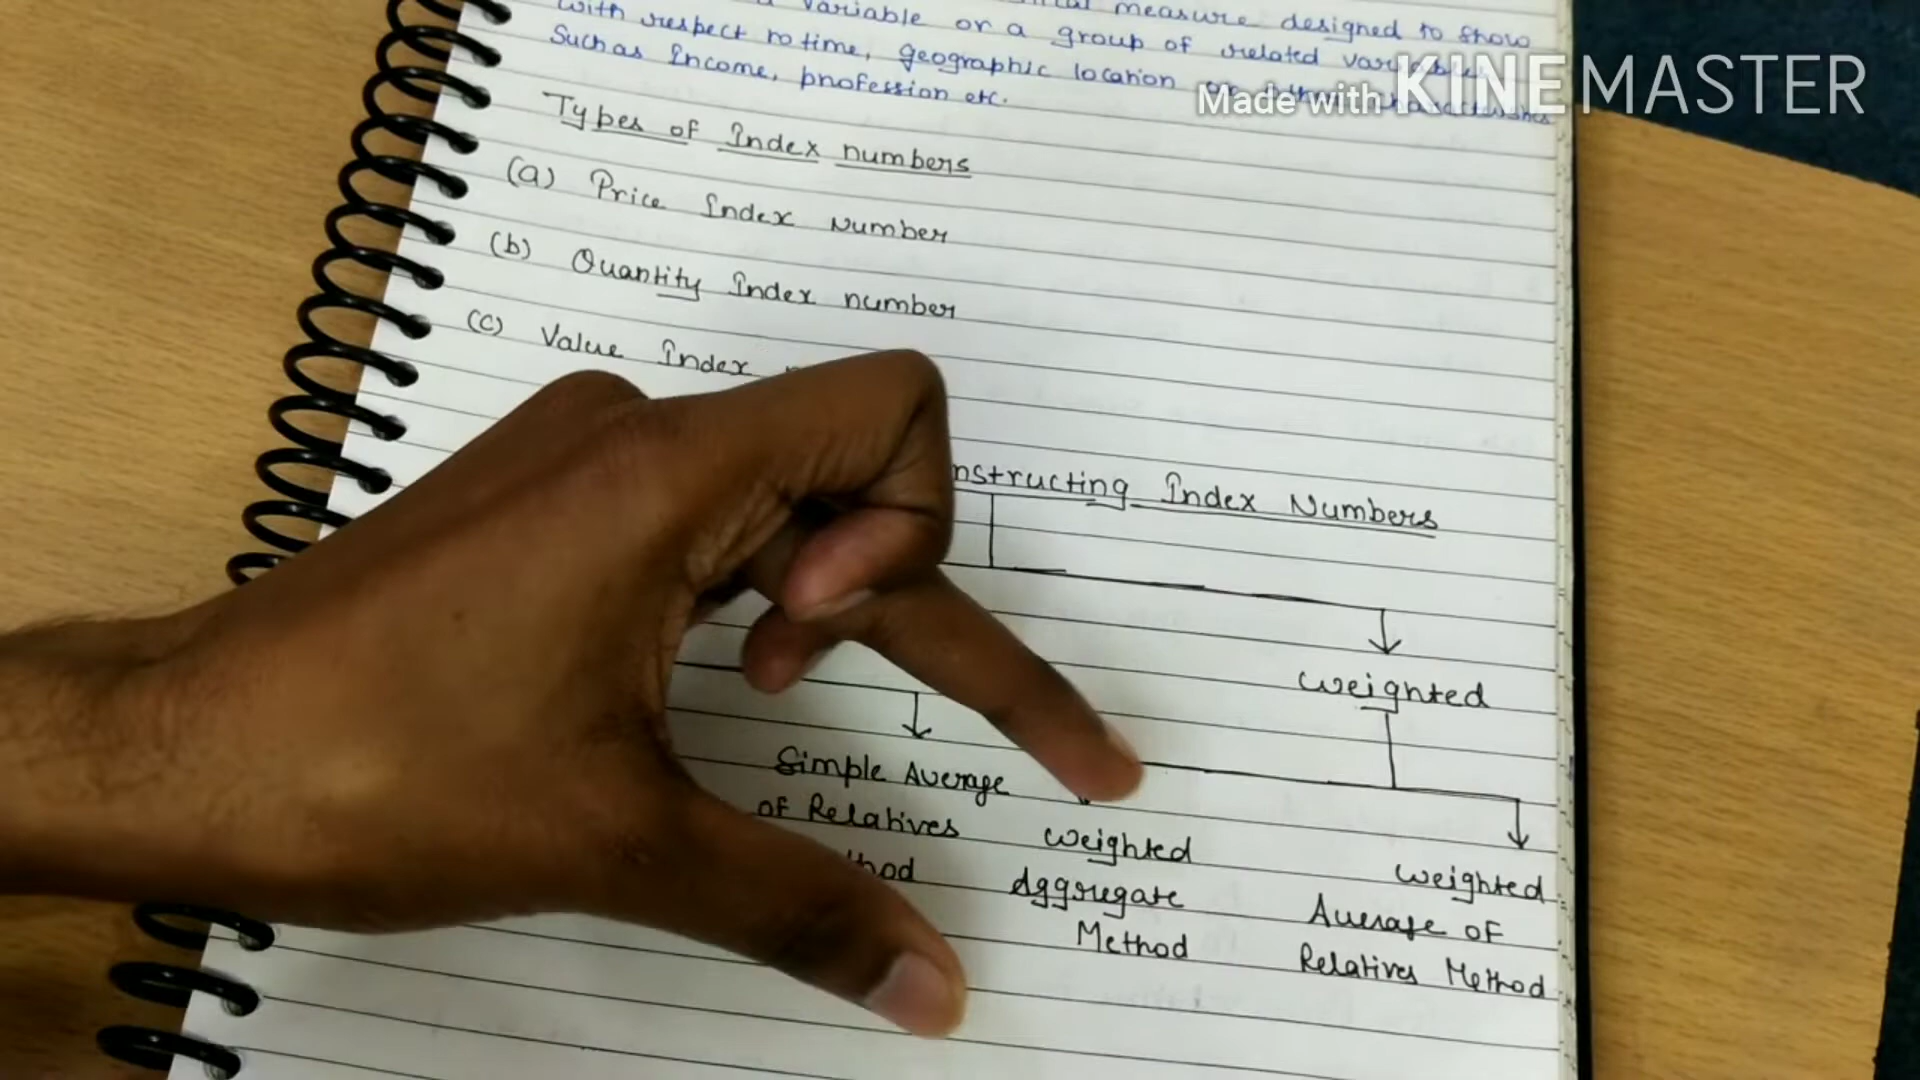 variable or a group of related
measure designed to show
with respect to time, geographic location
Such as Income, profession etc.
Made with KINEMASTER
Types of Index numbers
(a) Price Index Number
(b) Quantity Index number
(c) Value Index
Index Numbers
weighted
Simple Average
of Relatives
weighted
Aggregate
Method
weighted
Average of
Relatives Method